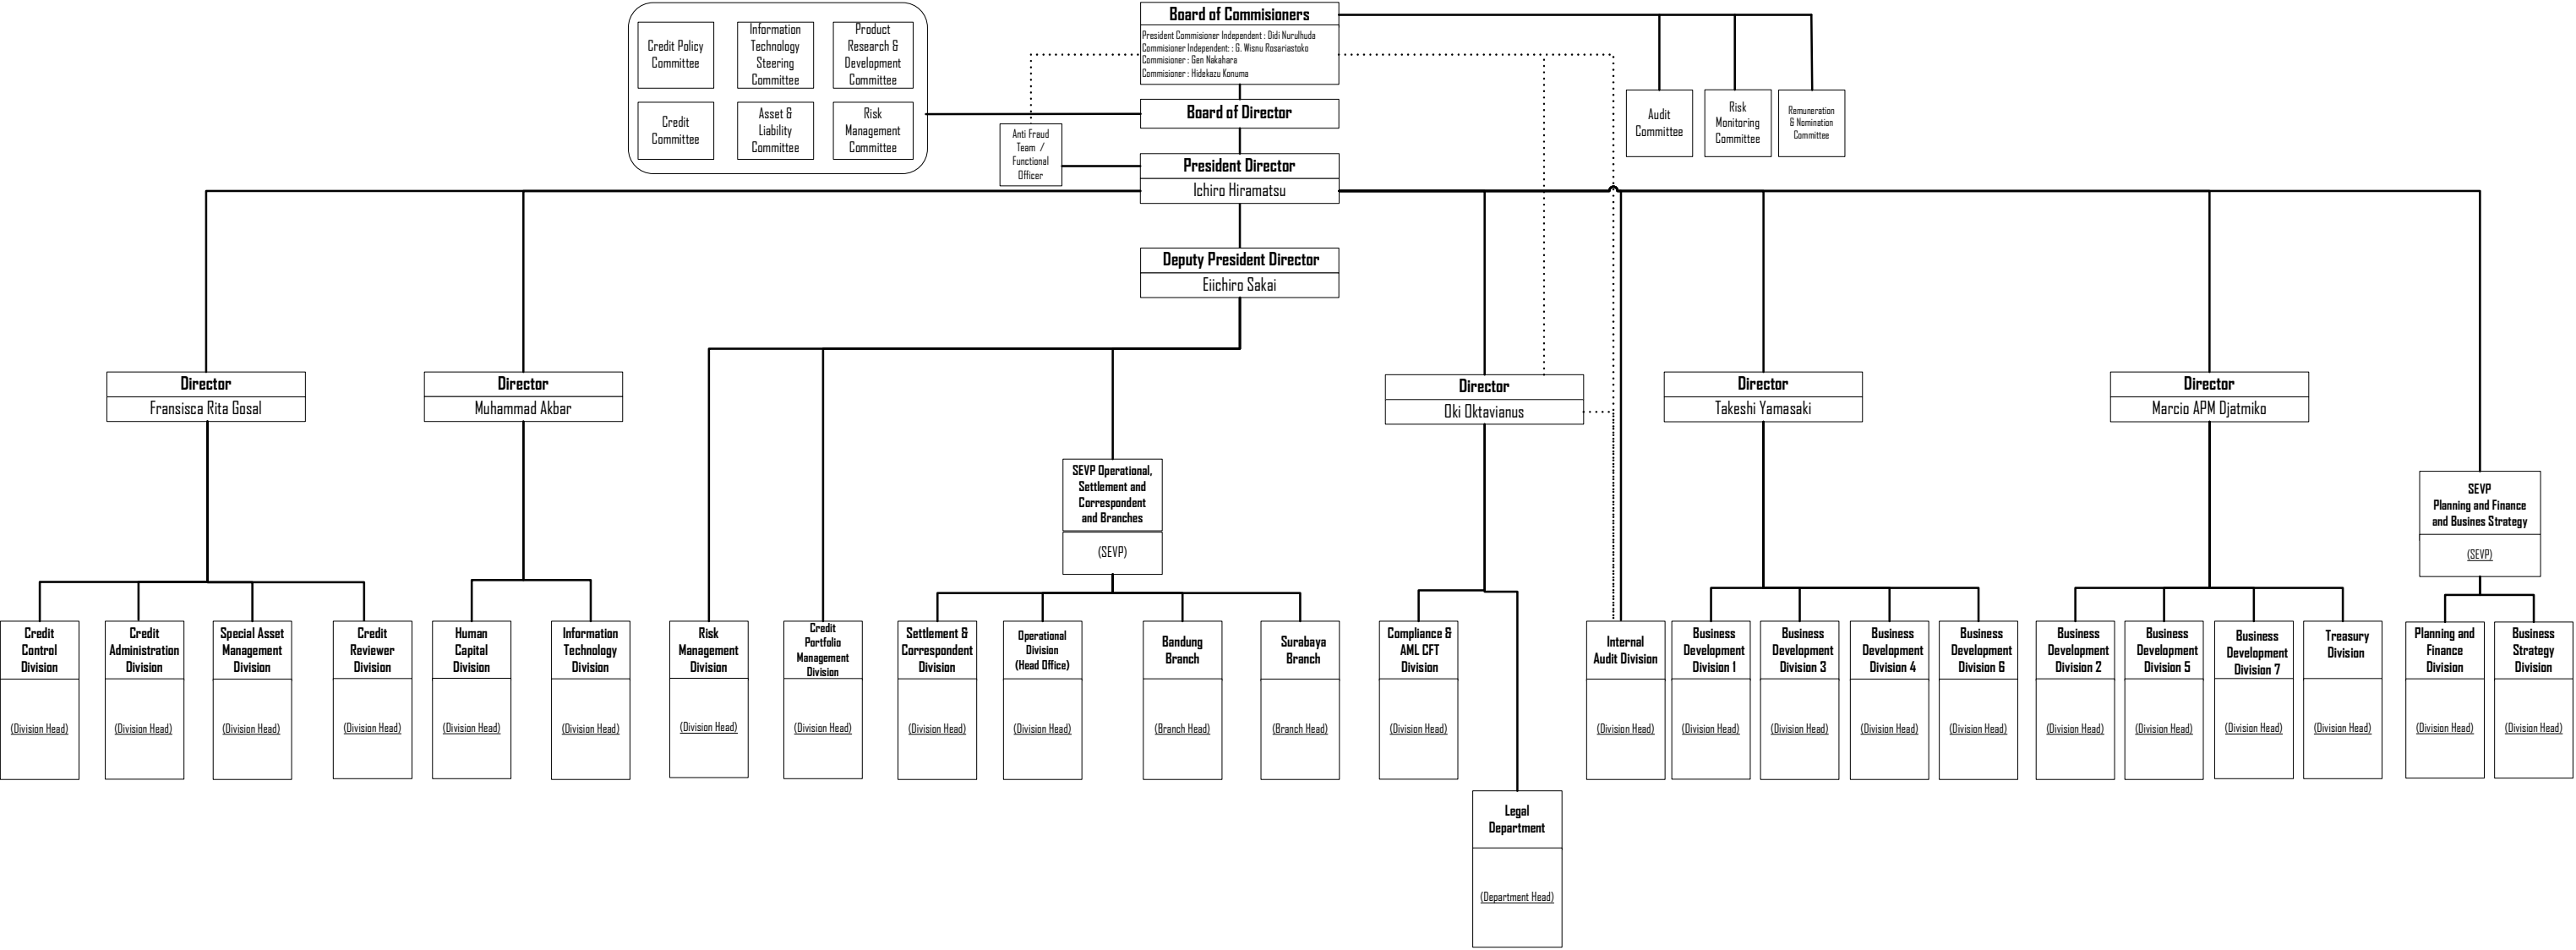 Board of Commisioners
President Commisioner Independent : Didi Nurulhuda
Commisioner Independent: : G. Wisnu Rosariastoko
Commisioner : Gen Nakahara
Commisioner : Hidekazu Konuma
Credit Policy
Committee
Information
Technology
Steering
Committee
Product
Research &
Development
Committee
Credit
Committee
Asset &
Liability
Committee
Risk
Management
Committee
Board of Director
Audit
Committee
Risk
Monitoring
Committee
Remuneration
& Nomination
Committee
Anti Fraud
Team /
Functional
Officer
President Director
Ichiro Hiramatsu
Deputy President Director
Eiichiro Sakai
Director
Fransisca Rita Gosal
Director
Muhammad Akbar
Director
Oki Oktavianus
Director
Takeshi Yamasaki
Director
Marcio APM Djatmiko
SEVP Operational,
Settlement and
Correspondent
and Branches
(SEVP)
SEVP
Planning and Finance
and Busines Strategy
(SEVP)
Credit
Control
Division
(Division Head)
Credit
Administration
Division
(Division Head)
Special Asset
Management
Division
(Division Head)
Credit
Reviewer
Division
(Division Head)
Human
Capital
Division
(Division Head)
Information
Technology
Division
(Division Head)
Risk
Management
Division
(Division Head)
Credit
Portfolio
Management
Division
(Division Head)
Settlement &
Correspondent
Division
(Division Head)
Operational
Division
(Head Office)
(Division Head)
Bandung
Branch
(Branch Head)
Surabaya
Branch
(Branch Head)
Compliance &
AML CFT
Division
(Division Head)
Internal
Audit Division
(Division Head)
Business
Development
Division 1
(Division Head)
Business
Development
Division 3
(Division Head)
Business
Development
Division 4
(Division Head)
Business
Development
Division 6
(Division Head)
Business
Development
Division 2
(Division Head)
Business
Development
Division 5
(Division Head)
Business
Development
Division 7
(Division Head)
Treasury
Division
(Division Head)
Planning and
Finance
Division
(Division Head)
Business
Strategy
Division
(Division Head)
Legal
Department
(Department Head)